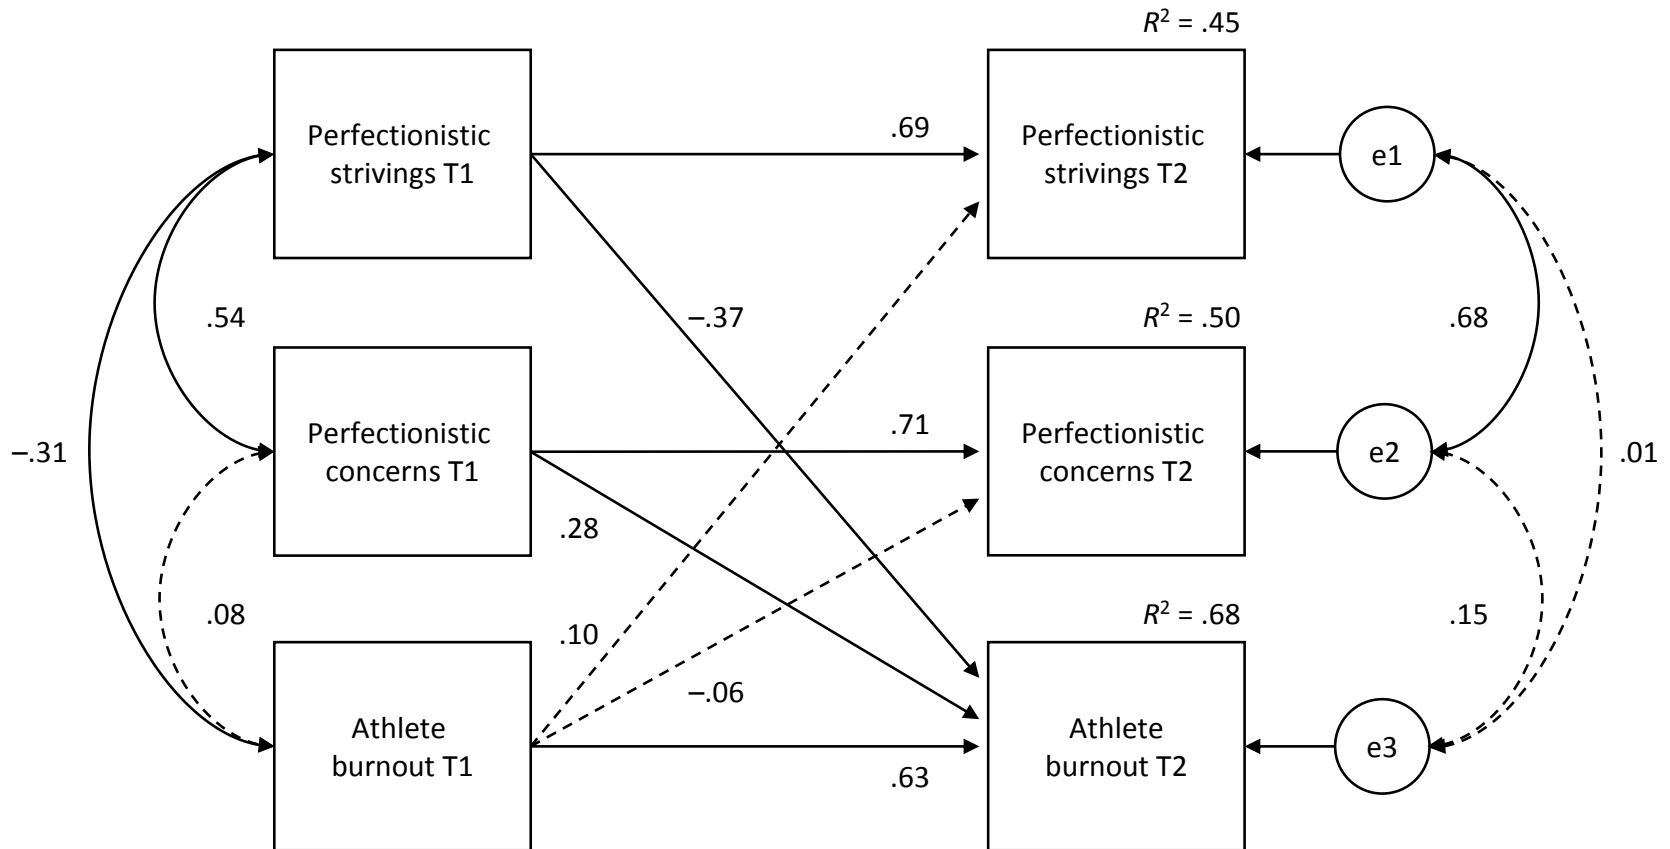 R² = .45
Perfectionistic
strivings T1
.69
Perfectionistic
strivings T2
e1
.54
–.37
R² = .50
.68
–.31
Perfectionistic
concerns T1
.71
Perfectionistic
concerns T2
e2
.01
.28
.08
.10
R² = .68
.15
–.06
Athlete
burnout T1
.63
Athlete
burnout T2
e3